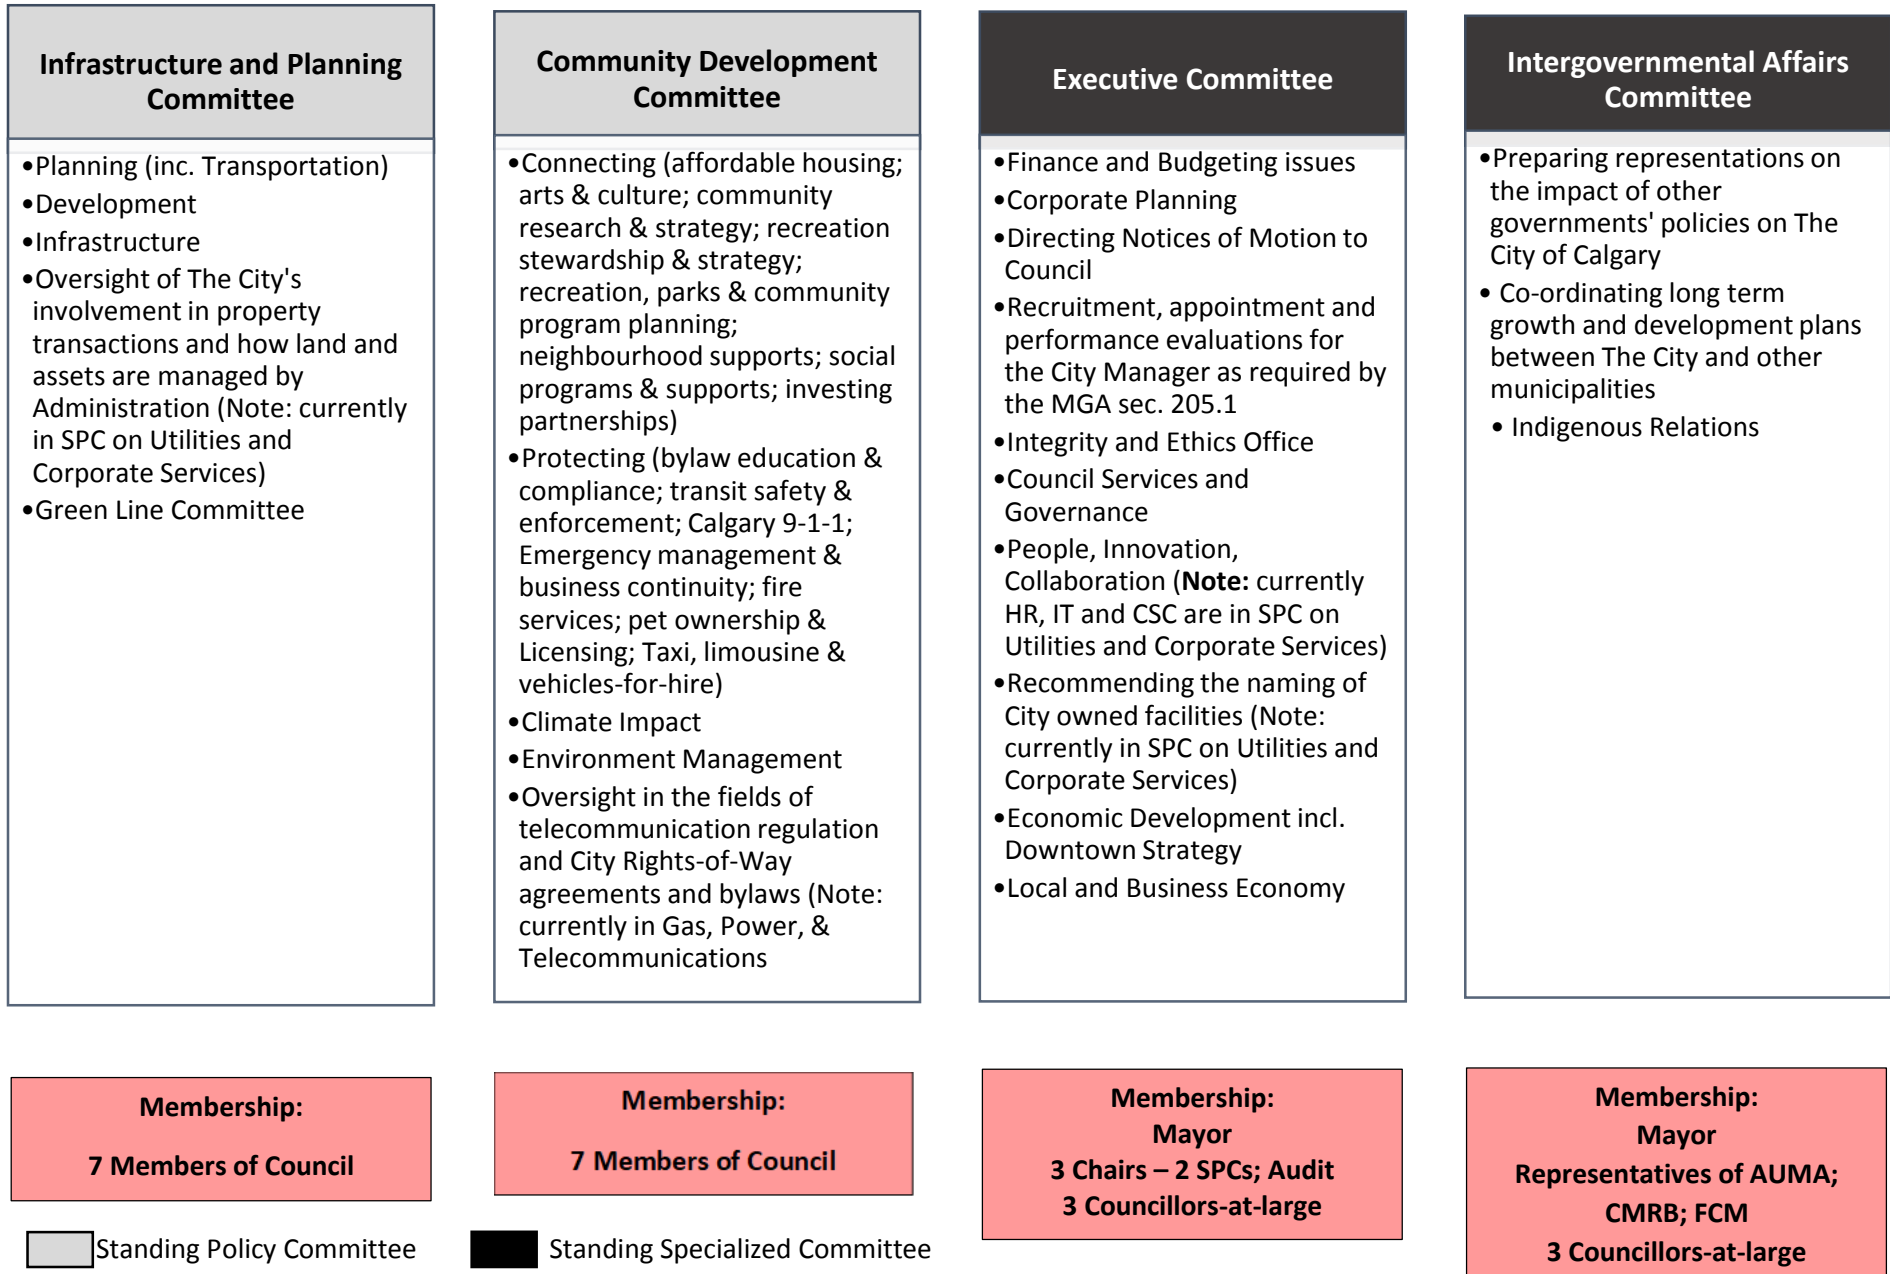 Infrastructure and Planning
Committee
•Planning (inc. Transportation)
•Development
•Infrastructure
•Oversight of The City's
involvement in property
transactions and how land and
assets are managed by
Administration (Note: currently
in SPC on Utilities and
Corporate Services)
•Green Line Committee
Membership:
7 Members of Council
Community Development
Committee
•Connecting (affordable housing;
arts & culture; community
research & strategy; recreation
stewardship & strategy;
recreation, parks & community
program planning;
neighbourhood supports; social
programs & supports; investing
partnerships)
•Protecting (bylaw education &
compliance; transit safety &
enforcement; Calgary 9-1-1;
Emergency management &
business continuity; fire
services; pet ownership &
Licensing; Taxi, limousine &
vehicles-for-hire)
•Climate Impact
•Environment Management
•Oversight in the fields of
telecommunication regulation
and City Rights-of-Way
agreements and bylaws (Note:
currently in Gas, Power, &
Telecommunications
Membership:
7 Members of Council
Executive Committee
•Finance and Budgeting issues
•Corporate Planning
•Directing Notices of Motion to
Council
•Recruitment, appointment and
performance evaluations for
the City Manager as required by
the MGA sec. 205.1
•Integrity and Ethics Office
•Council Services and
Governance
•People, Innovation,
Collaboration (Note: currently
HR, IT and CSC are in SPC on
Utilities and Corporate Services)
•Recommending the naming of
City owned facilities (Note:
currently in SPC on Utilities and
Corporate Services)
•Economic Development incl.
Downtown Strategy
•Local and Business Economy
Membership:
Mayor
3 Chairs – 2 SPCs; Audit
3 Councillors-at-large
Intergovernmental Affairs
Committee
•Preparing representations on
the impact of other
governments' policies on The
City of Calgary
• Co-ordinating long term
growth and development plans
between The City and other
municipalities
• Indigenous Relations
Membership:
Mayor
Representatives of AUMA;
CMRB; FCM
3 Councillors-at-large
Standing Policy Committee
Standing Specialized Committee